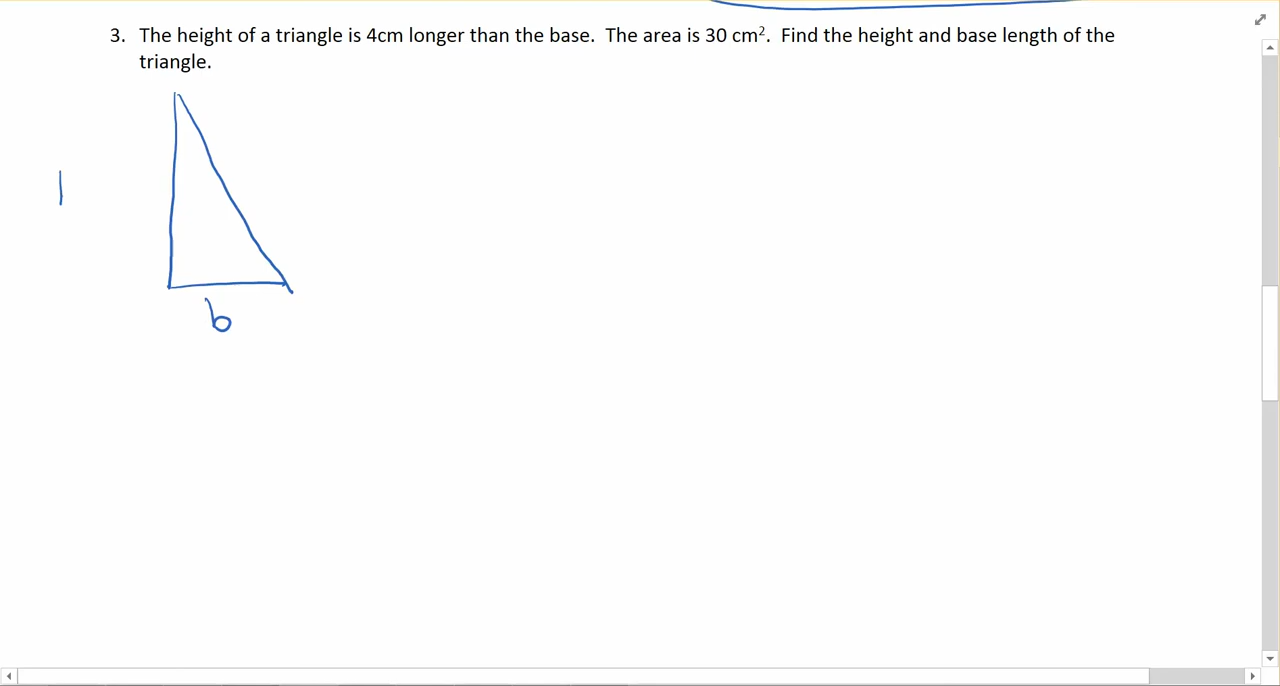 3. The height of a triangle is 4cm longer than the base. The area is 30 cm². Find the height and base length of the
triangle.
b